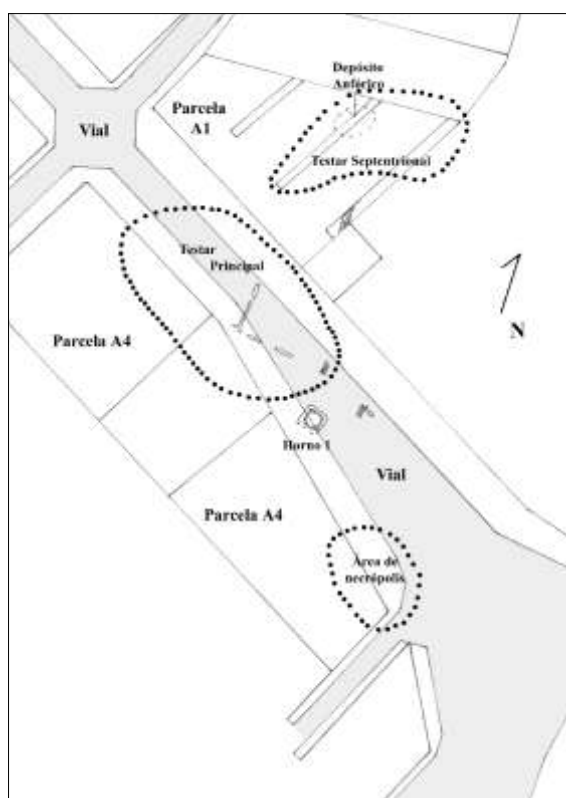 Depósito
Anfórico
Parcela
A1
Vial
Testar Septentrional
Testar
Principal
N
Parcela A4
Horno 1
Vial
Parcela A4
Área de
necrópolis